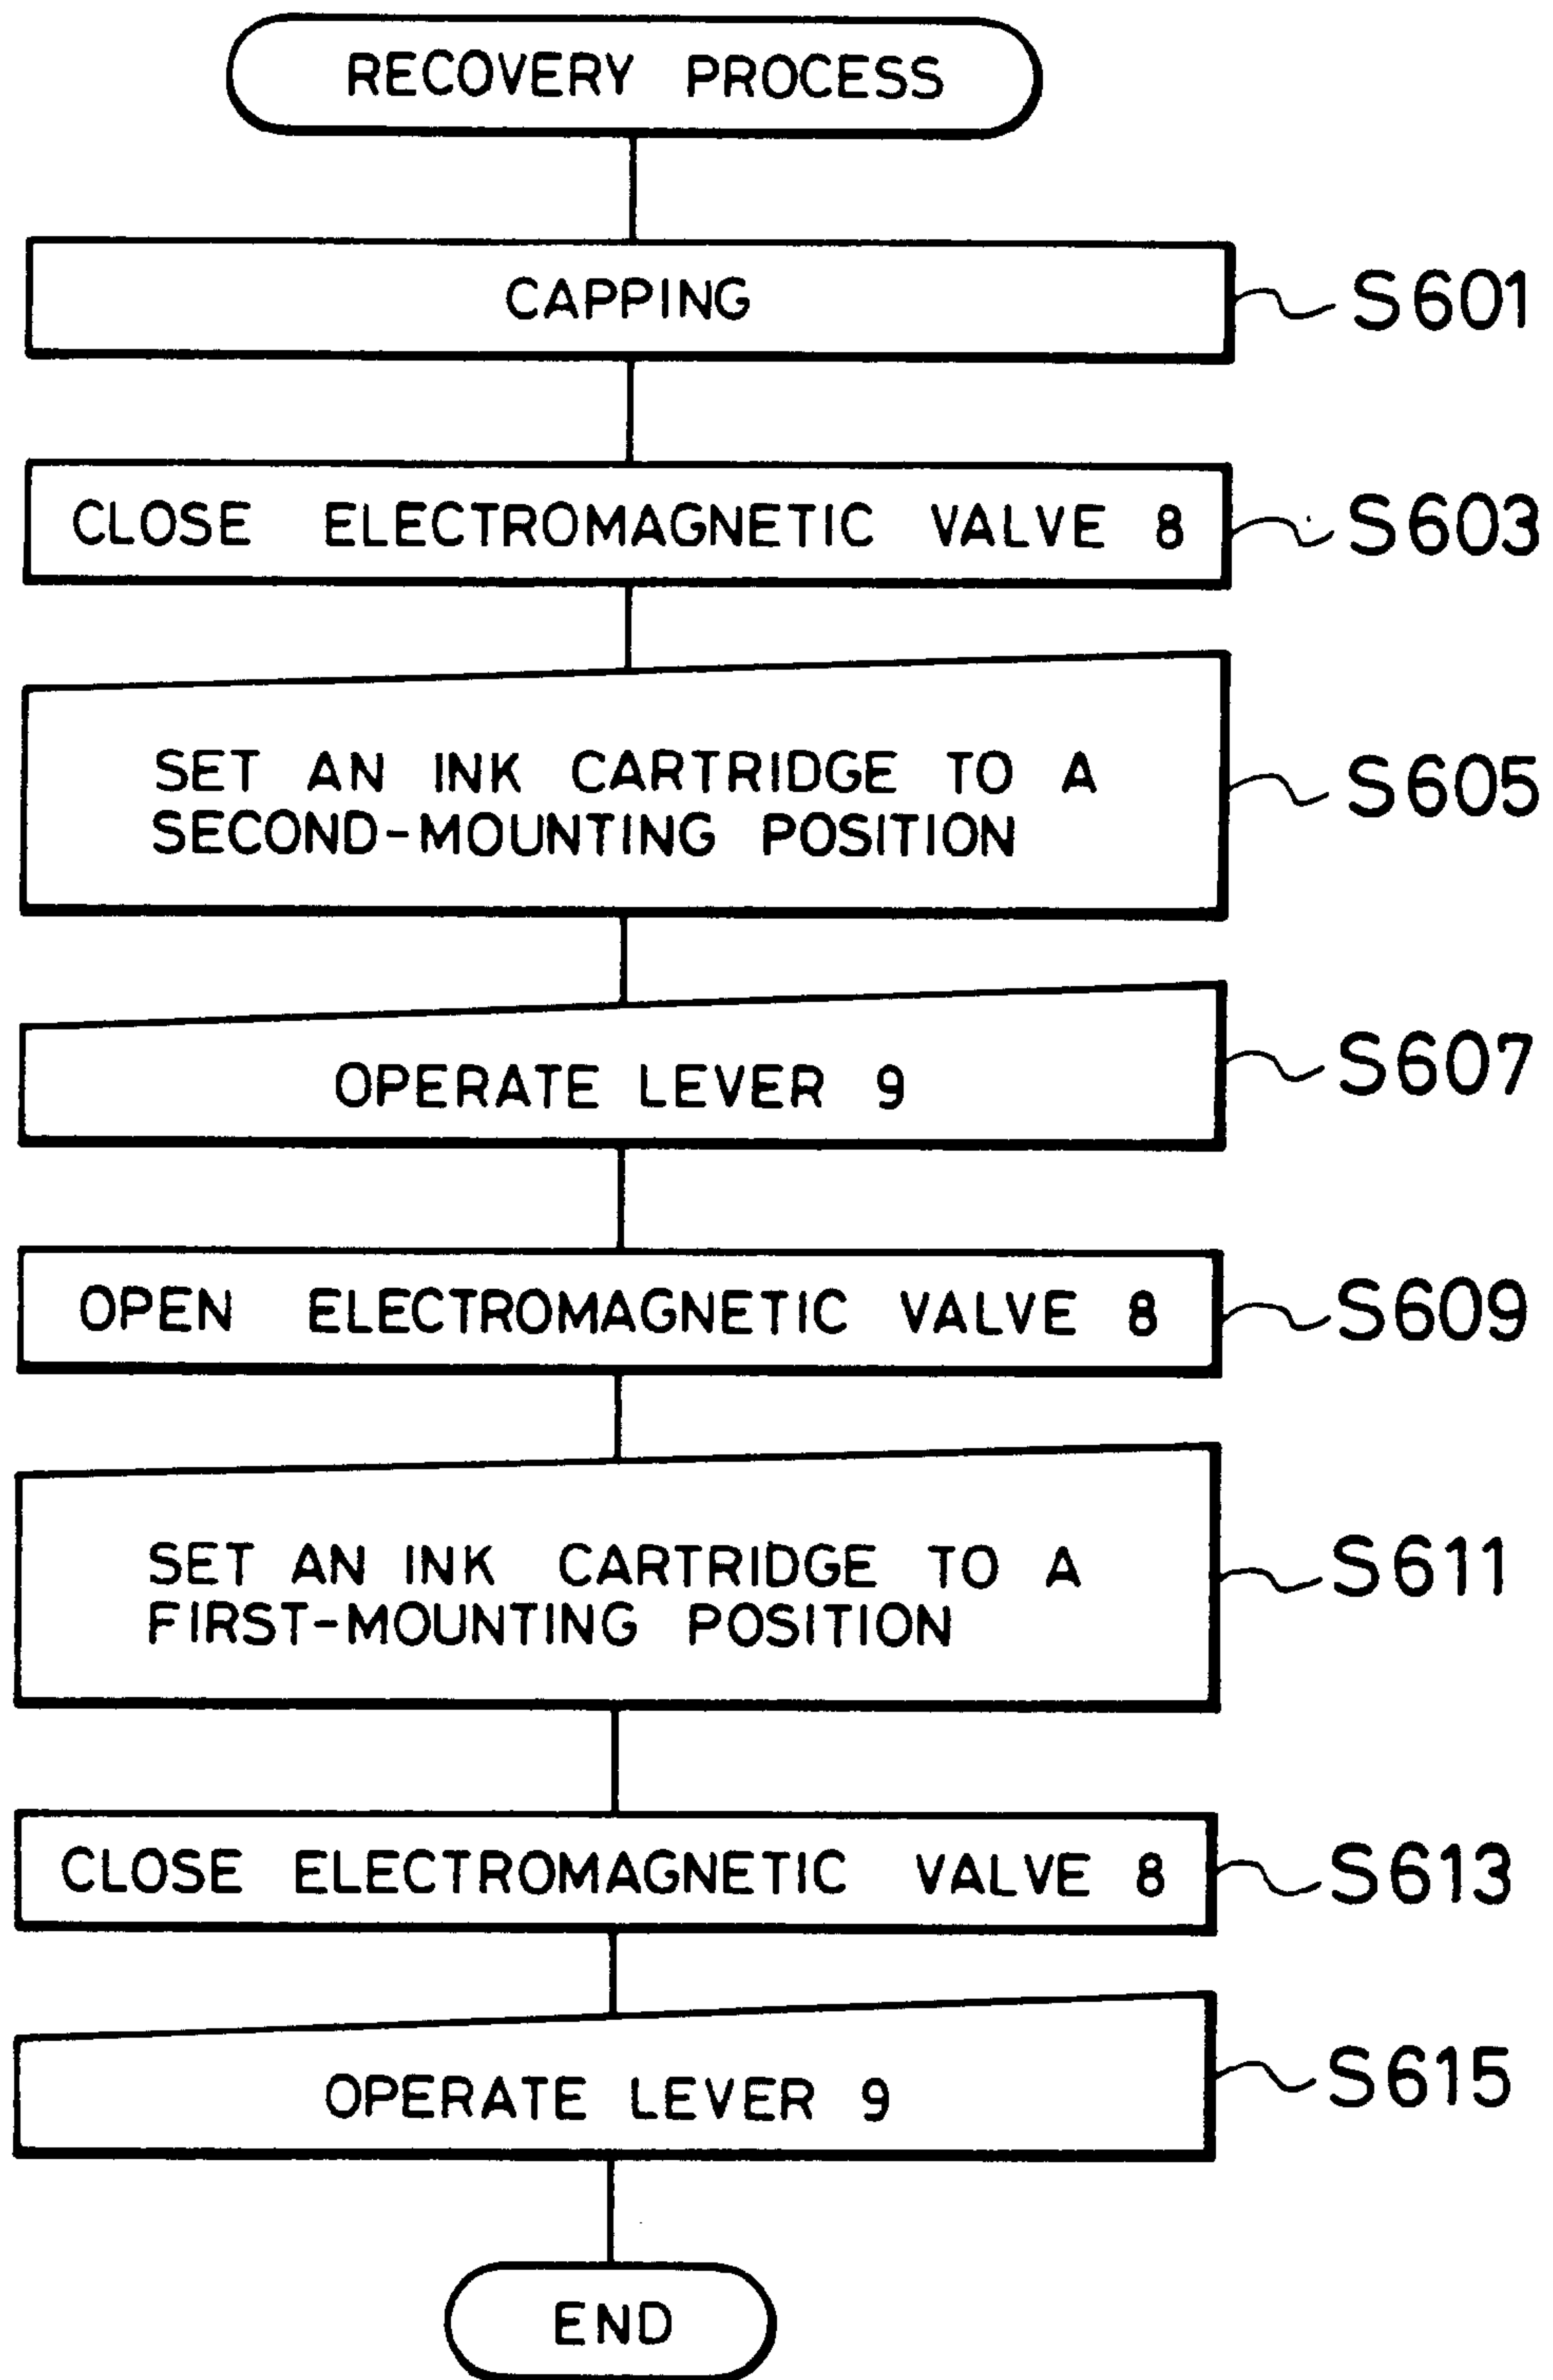 RECOVERY PROCESS
CAPPING
S601
CLOSE ELECTROMAGNETIC VALVE 8
S603
SET AN INK CARTRIDGE TO A
SECOND-MOUNTING POSITION
S605
OPERATE LEVER 9
S607
OPEN ELECTROMAGNETIC VALVE 8
S609
SET AN INK CARTRIDGE TO A
FIRST-MOUNTING POSITION
S611
CLOSE ELECTROMAGNETIC VALVE 8
S613
OPERATE LEVER 9
S615
END